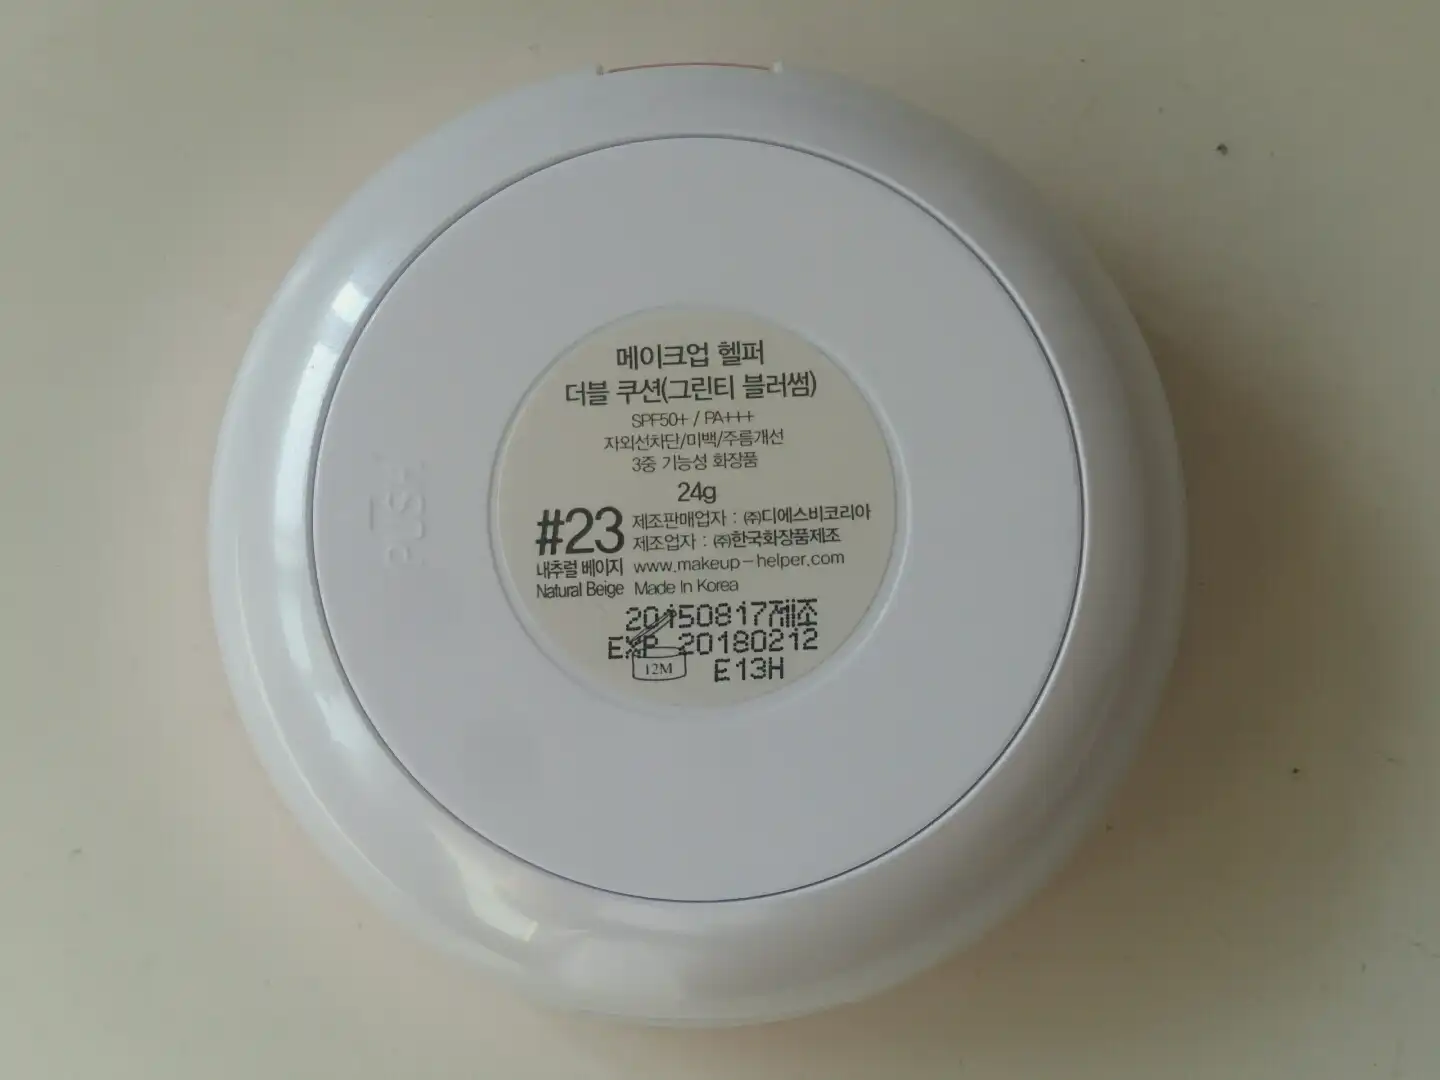 메이크업 헬퍼
더블 쿠션(그린티 블러썸)
SPF50+ / PA+++
자외선차단/미백/주름개선
3중 기능성 화장품
24g
#23
내추럴 베이지
Natural Beige
제조판매업자 : ㈜디에스비코리아
제조업자 : ㈜한국화장품제조
www.makeup-helper.com
Made In Korea
20150817제조
EXP 20180212
12M
E13H